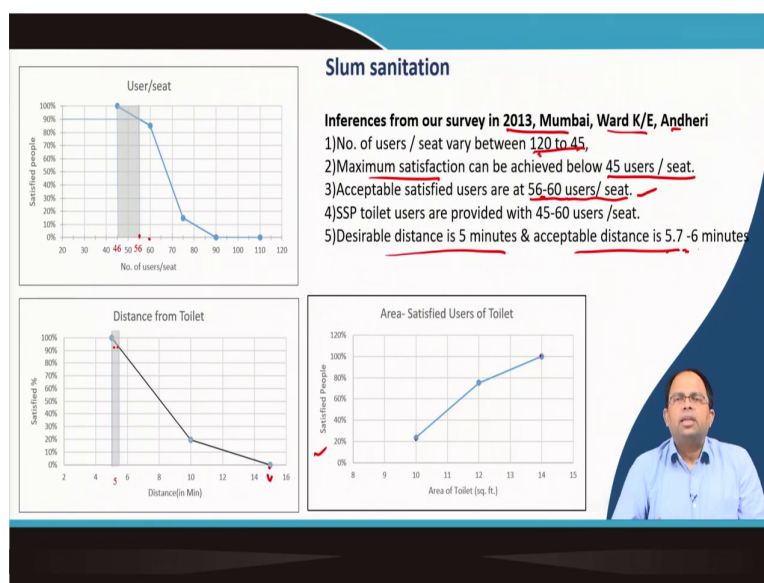 Slum sanitation
Inferences from our survey in 2013, Mumbai, Ward K/E, Andheri
1)No. of users / seat vary between 120 to 45,
2)Maximum satisfaction can be achieved below 45 users / seat.
3)Acceptable satisfied users are at 56-60 users/ seat.
4)SSP toilet users are provided with 45-60 users /seat.
5)Desirable distance is 5 minutes & acceptable distance is 5.7 -6 minutes
User/seat
Satisfied people
100%
90%
80%
70%
60%
50%
40%
30%
20%
10%
0%
20 30 40 46 50 56 60 70 80 90 100 110 120
No. of users/seat
Distance from Toilet
Satisfied %
100%
90%
80%
70%
60%
50%
40%
30%
20%
10%
0%
2 4 5 6 8 10 12 14 16
Distance(in Min)
Area- Satisfied Users of Toilet
Satisfied People
120%
100%
80%
60%
40%
20%
0%
8 9 10 11 12 13 14 15
Area of Toilet (sq. ft.)